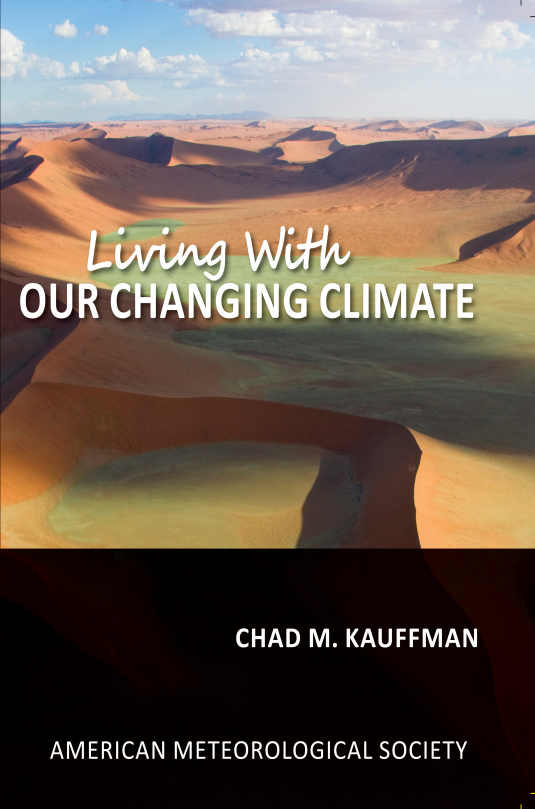 Living With
OUR CHANGING CLIMATE
CHAD M. KAUFFMAN
AMERICAN METEOROLOGICAL SOCIETY